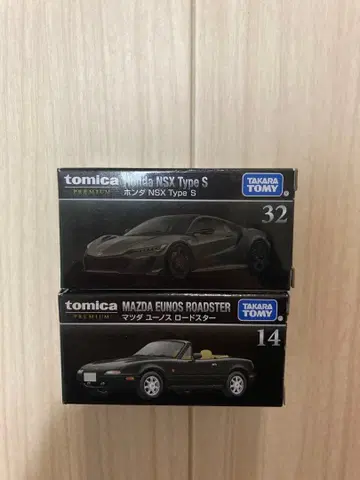 tomica
PREMIUM
Honda NSX Type S
ホンダ NSX Type S
TAKARA
TOMY
32
tomica
PREMIUM
MAZDA EUNOS ROADSTER
マツダ ユーノス ロードスター
TAKARA
TOMY
14